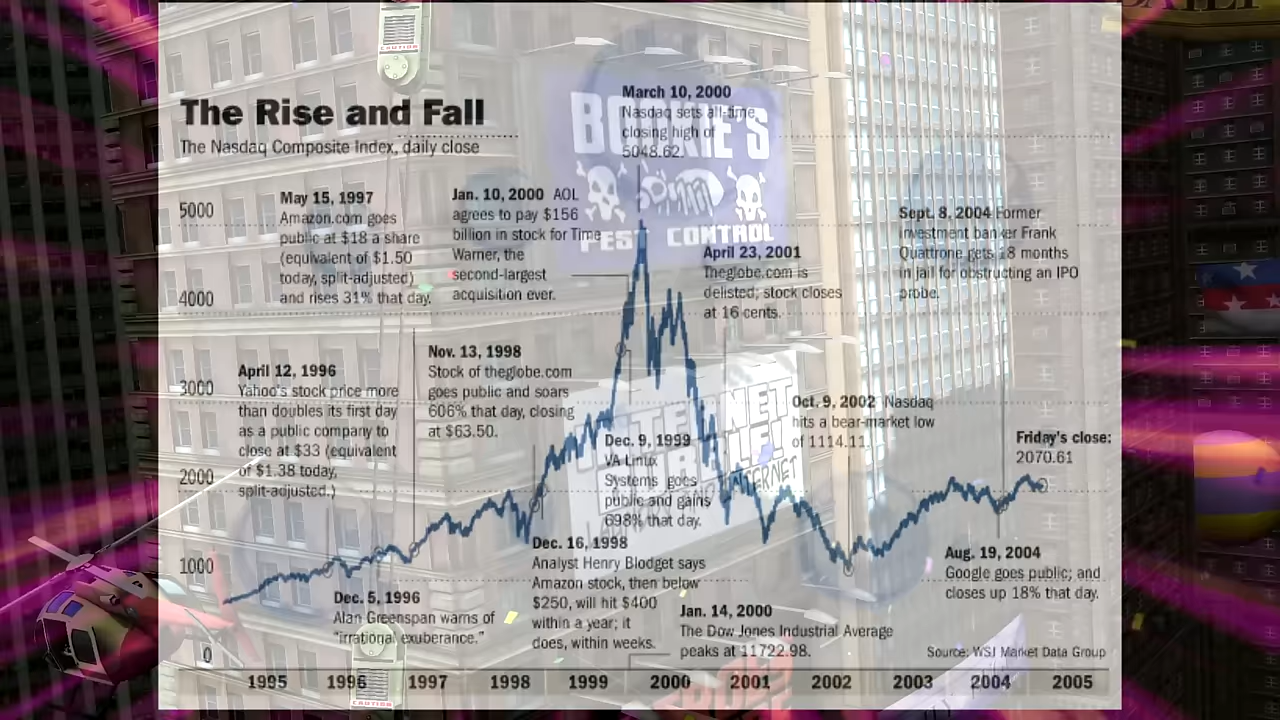 The Rise and Fall
The Nasdaq Composite Index, daily close
March 10, 2000
Nasdaq sets all-time
closing high of
5048.62.
BOOKIE'S
PEST CONTROL
May 15, 1997
Amazon.com goes
public at $18 a share
(equivalent of $1.50
today, split-adjusted)
and rises 31% that day.
Jan. 10, 2000 AOL
agrees to pay $156
billion in stock for Time
Warner, the
second-largest
acquisition ever.
April 23, 2001
Theglobe.com is
delisted; stock closes
at 16 cents.
Sept. 8, 2004 Former
investment banker Frank
Quattrone gets 18 months
in jail for obstructing an IPO
probe.
April 12, 1996
Yahoo's stock price more
than doubles its first day
as a public company to
close at $33 (equivalent
of $1.38 today,
split-adjusted.)
Nov. 13, 1998
Stock of theglobe.com
goes public and soars
606% that day, closing
at $63.50.
INTERNET
INTERNET
Dec. 9, 1999
VA Linux
Systems goes
public and gains
698% that day.
Oct. 9, 2002 Nasdaq
hits a bear-market low
of 1114.11.
Friday's close:
2070.61
Dec. 5, 1996
Alan Greenspan warns of
“irrational exuberance.”
Dec. 16, 1998
Analyst Henry Blodget says
Amazon stock, then below
$250, will hit $400
within a year; it
does, within weeks.
Jan. 14, 2000
The Dow Jones Industrial Average
peaks at 11722.98.
Aug. 19, 2004
Google goes public; and
closes up 18% that day.
Source: WSJ Market Data Group
5000
4000
3000
2000
1000
0
1995 1996 1997 1998 1999 2000 2001 2002 2003 2004 2005
CAUTION
CAUTION